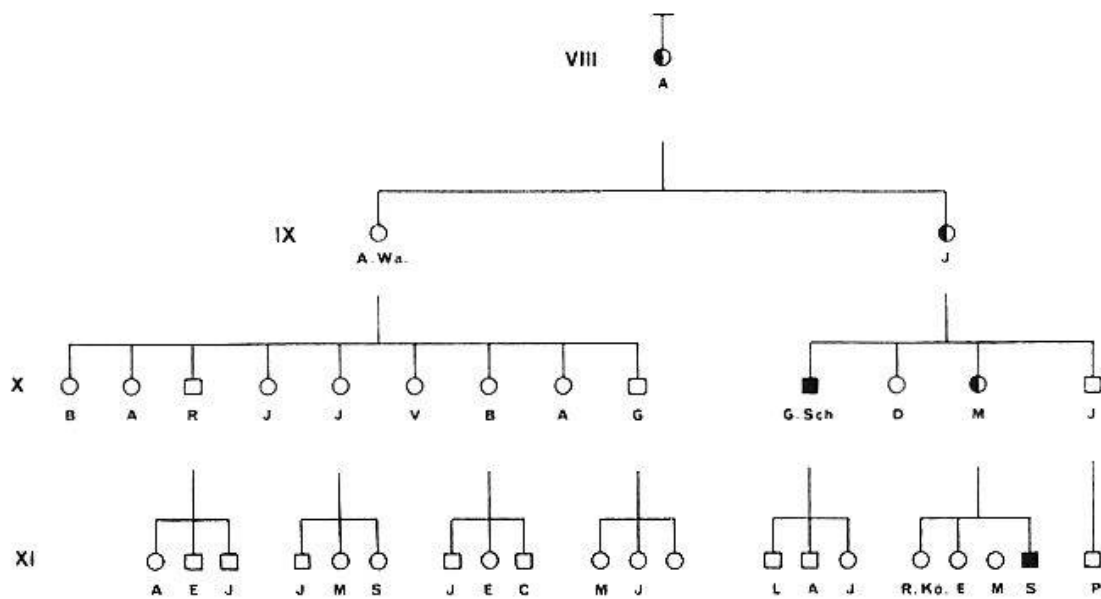 VIII
A
IX
A.Wa. J
X
B A R J J V B A G G.Sch D M J
XI
A E J J M S J E C M J L A J R.Kö. E M S P